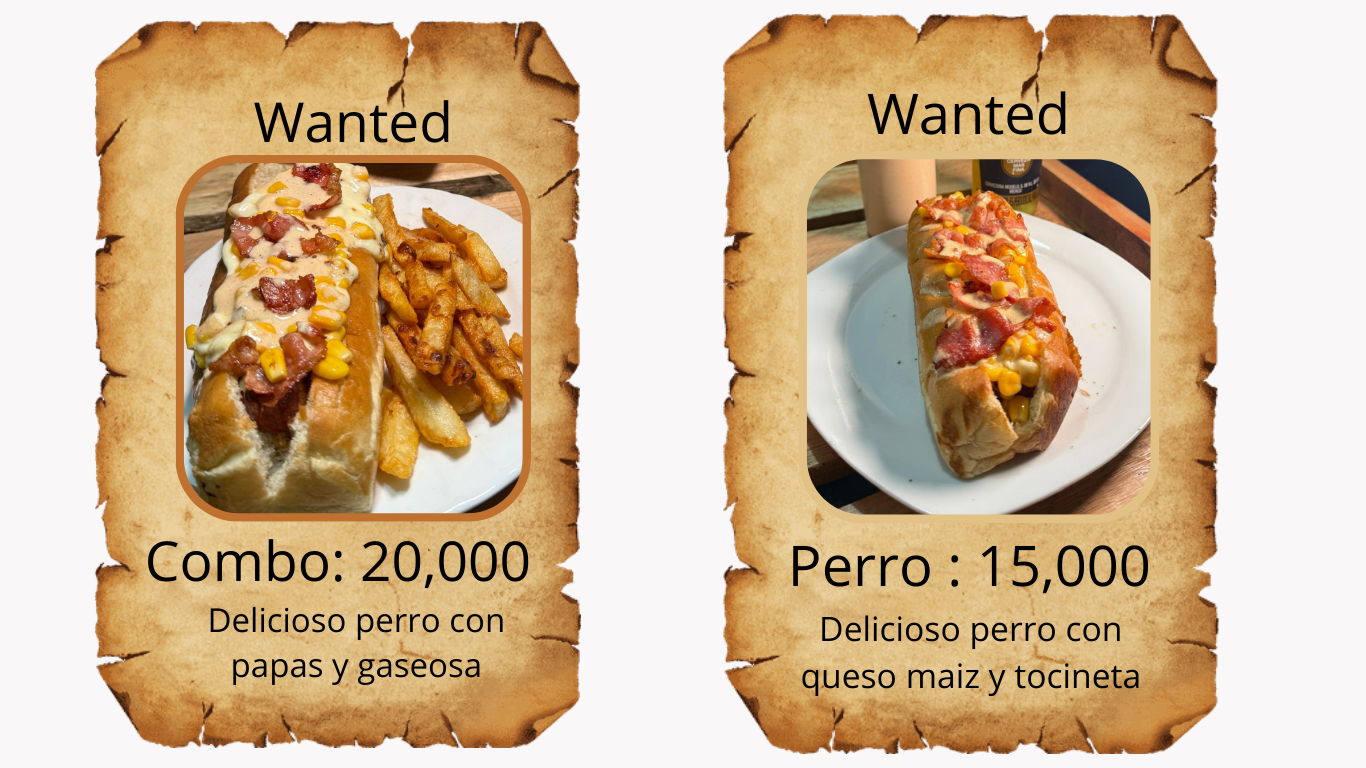 Wanted
Combo: 20,000
Delicioso perro con
papas y gaseosa
Wanted
Perro : 15,000
Delicioso perro con
queso maiz y tocineta